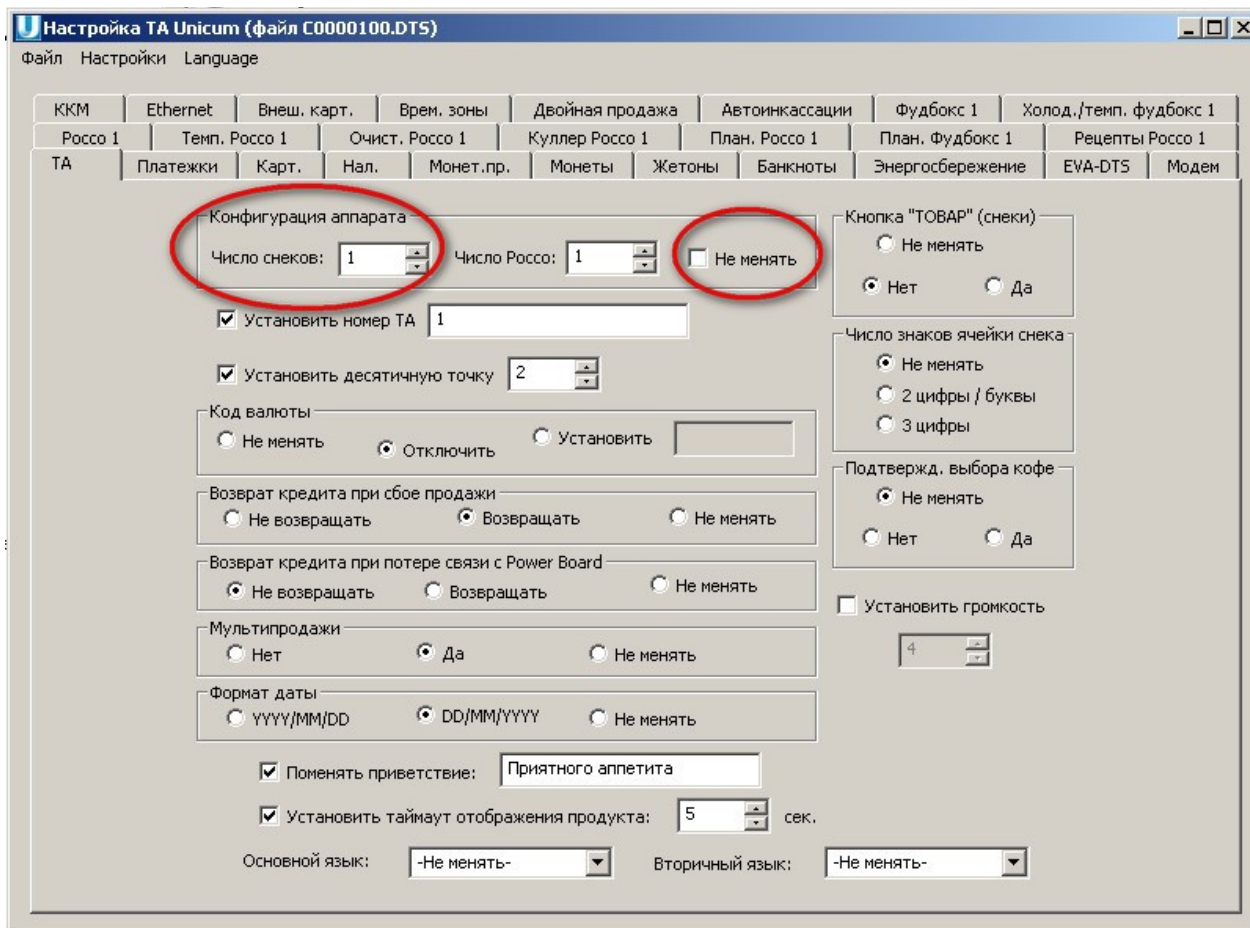 Настройка TA Unicum (файл C0000100.DTS)
Файл Настройки Language
ККМ Ethernet Внеш. карт. Врем. зоны Двойная продажа Автоинкассации Фудбокс 1 Холод./темп. фудбокс 1
Россо 1 Темп. Россо 1 Очист. Россо 1 Куллер Россо 1 План. Россо 1 План. Фудбокс 1 Рецепты Россо 1
ТА Платежки Карт. Нал. Монет.пр. Монеты Жетоны Банкноты Энергосбережение EVA-DTS Модем
Конфигурация аппарата
Число снеков: 1 Число Россо: 1 Не менять
Установить номер ТА 1
Установить десятичную точку 2
Код валюты
Не менять Отключить Установить
Возврат кредита при сбое продажи
Не возвращать Возвращать Не менять
Возврат кредита при потере связи с Power Board
Не возвращать Возвращать Не менять
Мультипродажи
Нет Да Не менять
Формат даты
YYYY/MM/DD DD/MM/YYYY Не менять
Поменять приветствие: Приятного аппетита
Установить таймаут отображения продукта: 5 сек.
Основной язык: -Не менять- Вторичный язык: -Не менять-
Кнопка "ТОВАР" (снеки)
Не менять
Нет Да
Число знаков ячейки снека
Не менять
2 цифры / буквы
3 цифры
Подтвержд. выбора кофе
Не менять
Нет Да
Установить громкость
4